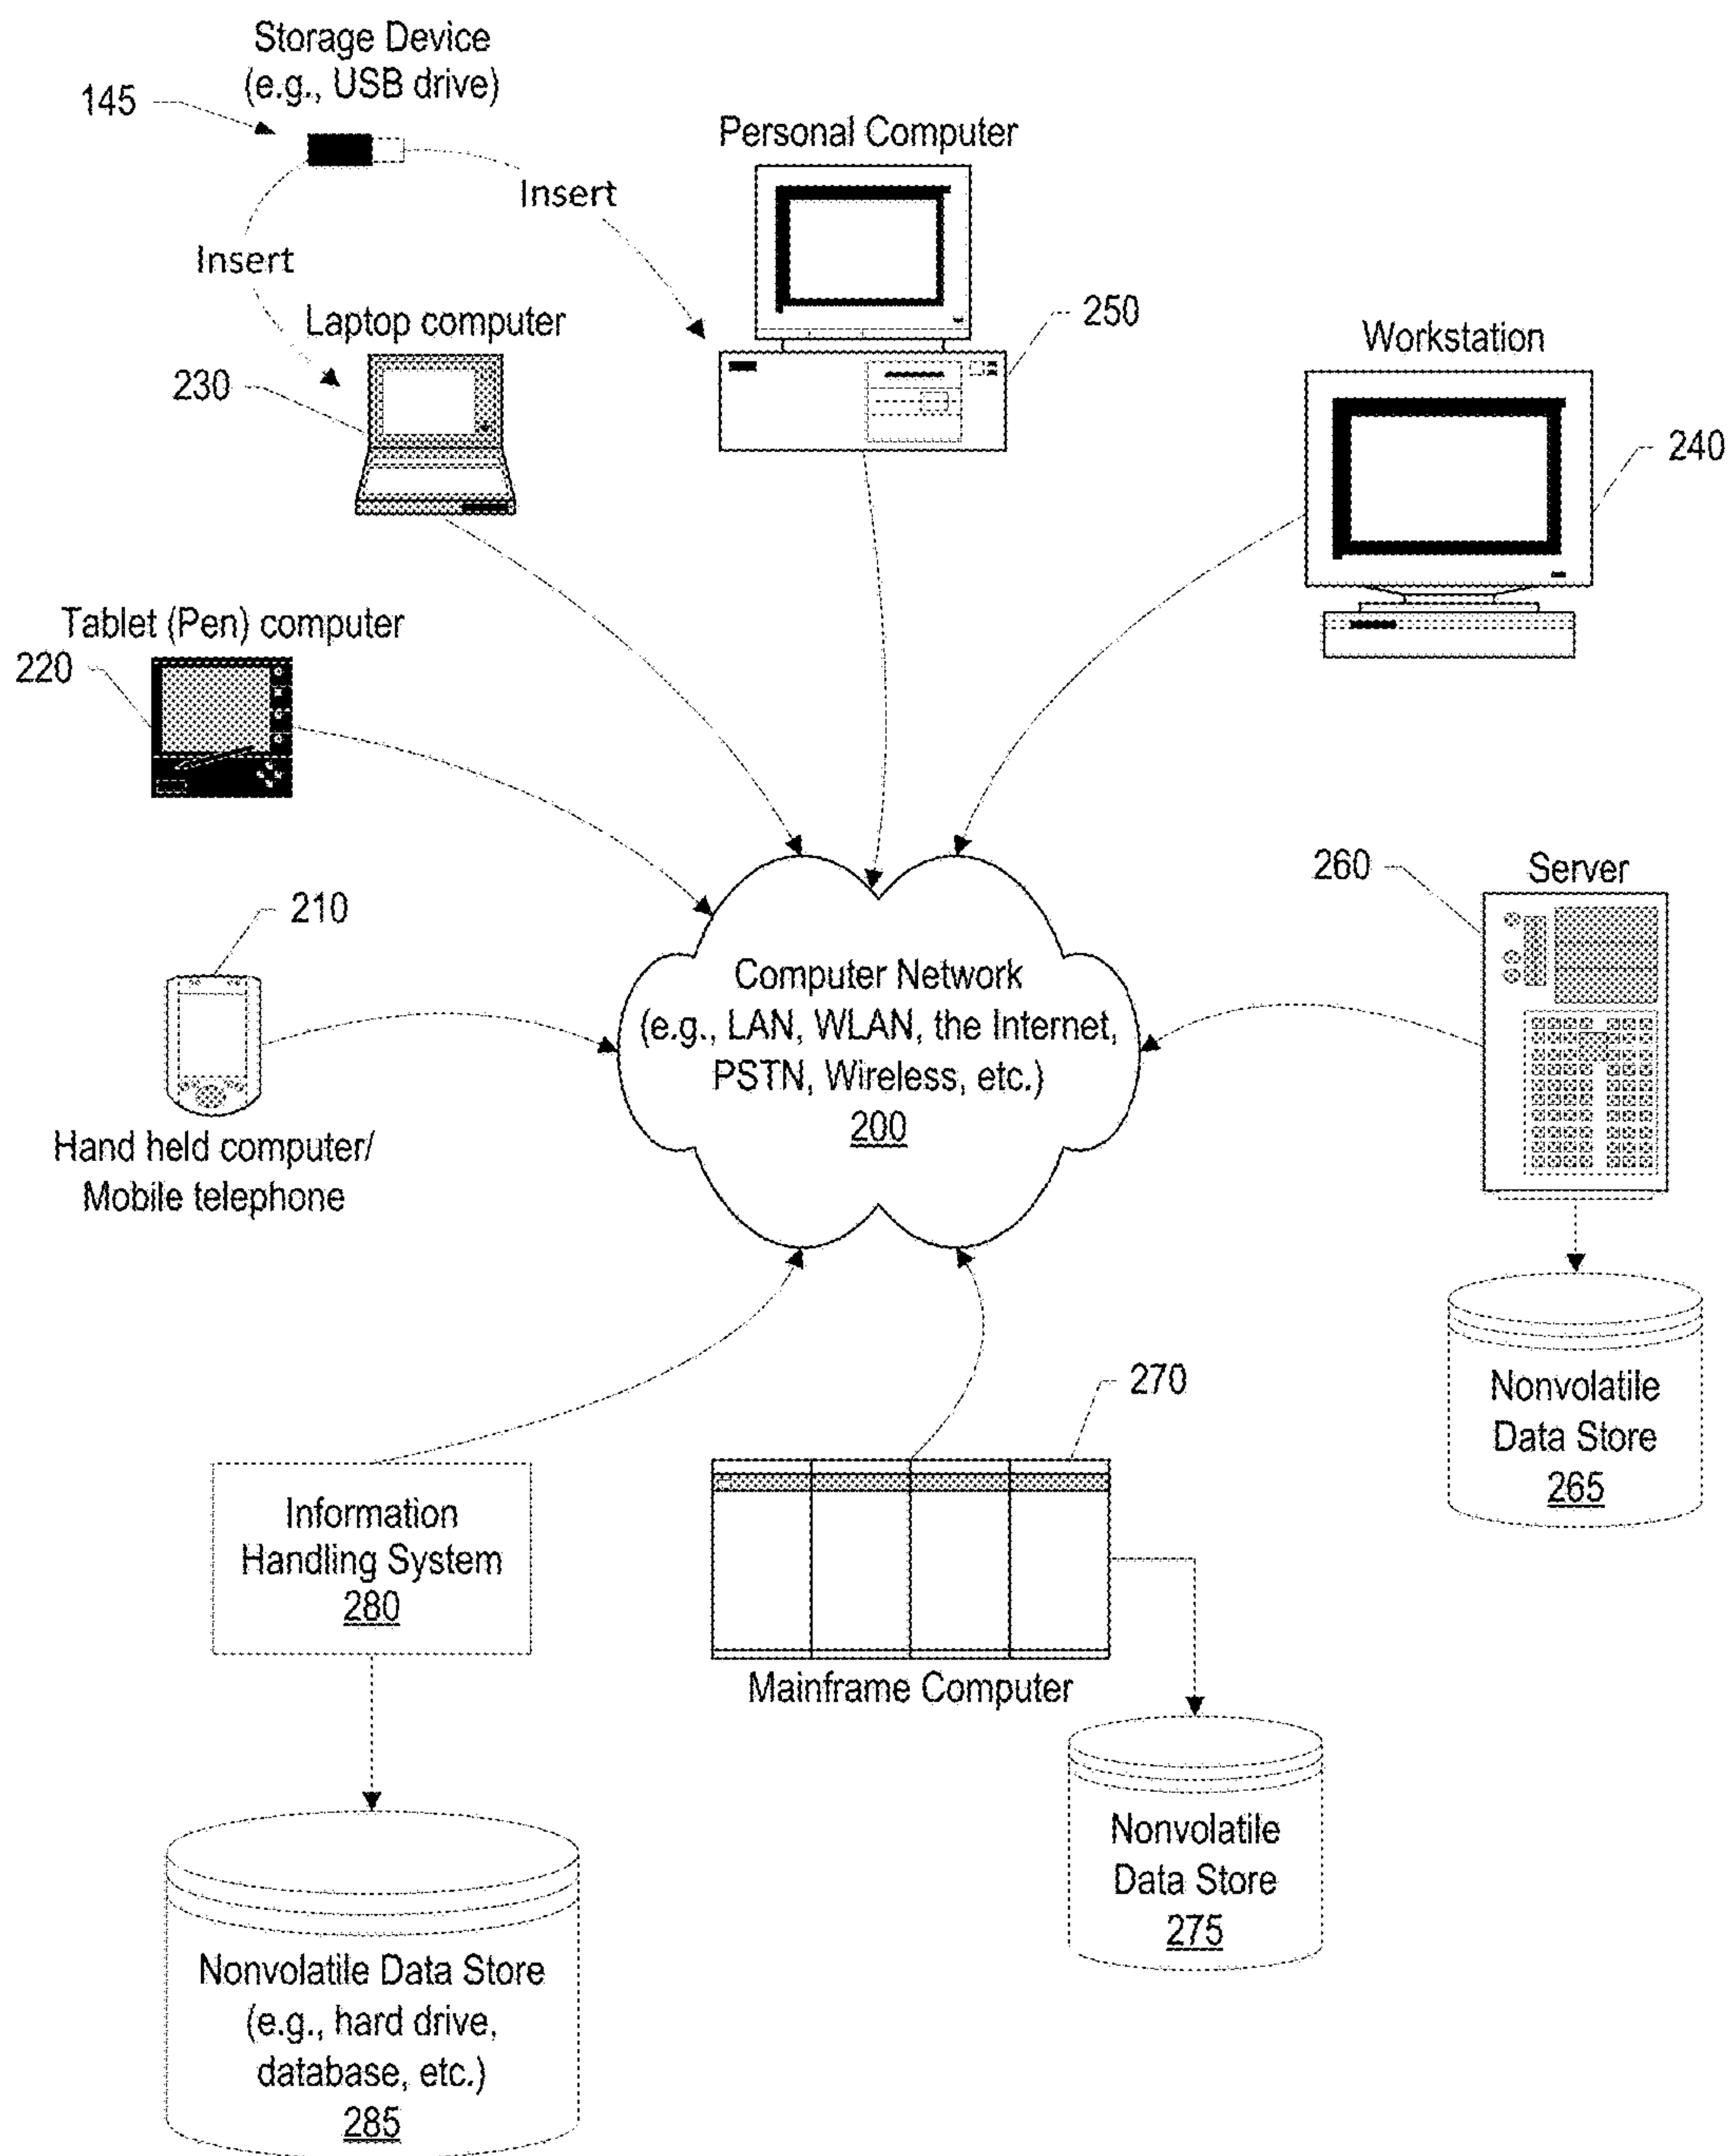 Storage Device
(e.g., USB drive)
145
Insert
Insert
Personal Computer
250
Laptop computer
230
Workstation
240
Tablet (Pen) computer
220
260
Server
210
Hand held computer/
Mobile telephone
Computer Network
(e.g., LAN, WLAN, the Internet,
PSTN, Wireless, etc.)
200
Nonvolatile
Data Store
265
270
Mainframe Computer
Information
Handling System
280
Nonvolatile
Data Store
275
Nonvolatile Data Store
(e.g., hard drive,
database, etc.)
285